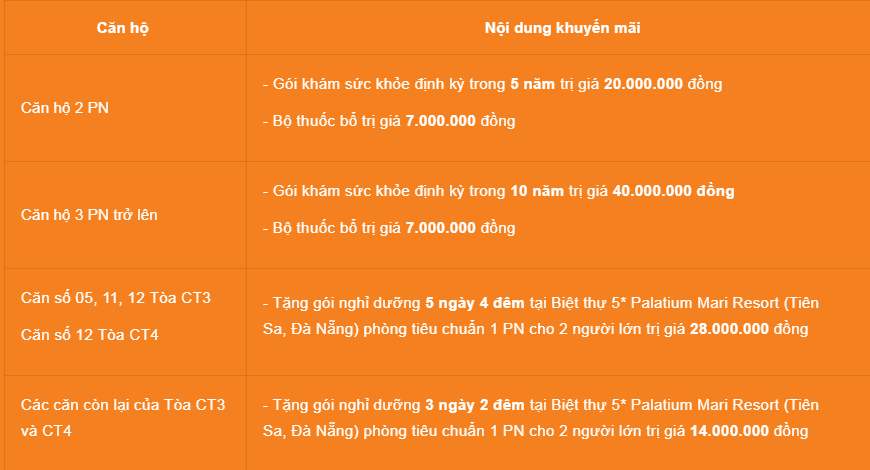 Căn hộ
Nội dung khuyến mãi
Căn hộ 2 PN
- Gói khám sức khỏe định kỳ trong 5 năm trị giá 20.000.000 đồng
- Bộ thuốc bổ trị giá 7.000.000 đồng
Căn hộ 3 PN trở lên
- Gói khám sức khỏe định kỳ trong 10 năm trị giá 40.000.000 đồng
- Bộ thuốc bổ trị giá 7.000.000 đồng
Căn số 05, 11, 12 Tòa CT3
Căn số 12 Tòa CT4
- Tặng gói nghỉ dưỡng 5 ngày 4 đêm tại Biệt thự 5* Palatium Mari Resort (Tiên
Sa, Đà Nẵng) phòng tiêu chuẩn 1 PN cho 2 người lớn trị giá 28.000.000 đồng
Các căn còn lại của Tòa CT3
và CT4
- Tặng gói nghỉ dưỡng 3 ngày 2 đêm tại Biệt thự 5* Palatium Mari Resort (Tiên
Sa, Đà Nẵng) phòng tiêu chuẩn 1 PN cho 2 người lớn trị giá 14.000.000 đồng